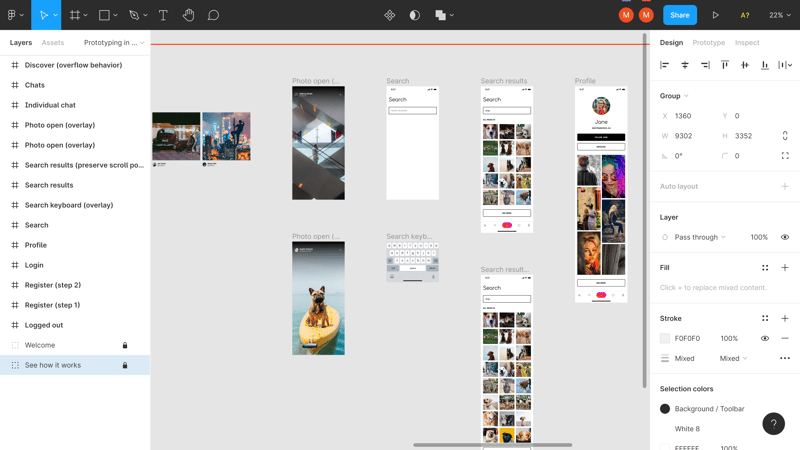 M
M
Share
A?
22%
Layers
Assets
Prototyping in ...
Design
Prototype
Inspect
Discover (overflow behavior)
Chats
Individual chat
Photo open (overlay)
Photo open (overlay)
Search results (preserve scroll po...
Search results
Search keyboard (overlay)
Search
Profile
Login
Register (step 2)
Register (step 1)
Logged out
Welcome
See how it works
Photo open (...
Search
Search
Search results
Search
Profile
Jane
Photo open (...
Search keyb...
Search result...
Search
Group
X 1360
Y 0
W 9302
H 3352
0°
0
Auto layout
Layer
Pass through
100%
Fill
Click + to replace mixed content.
Stroke
F0F0F0
100%
Mixed
Mixed
Selection colors
Background / Toolbar
White 8
FFFFFF
100%
?